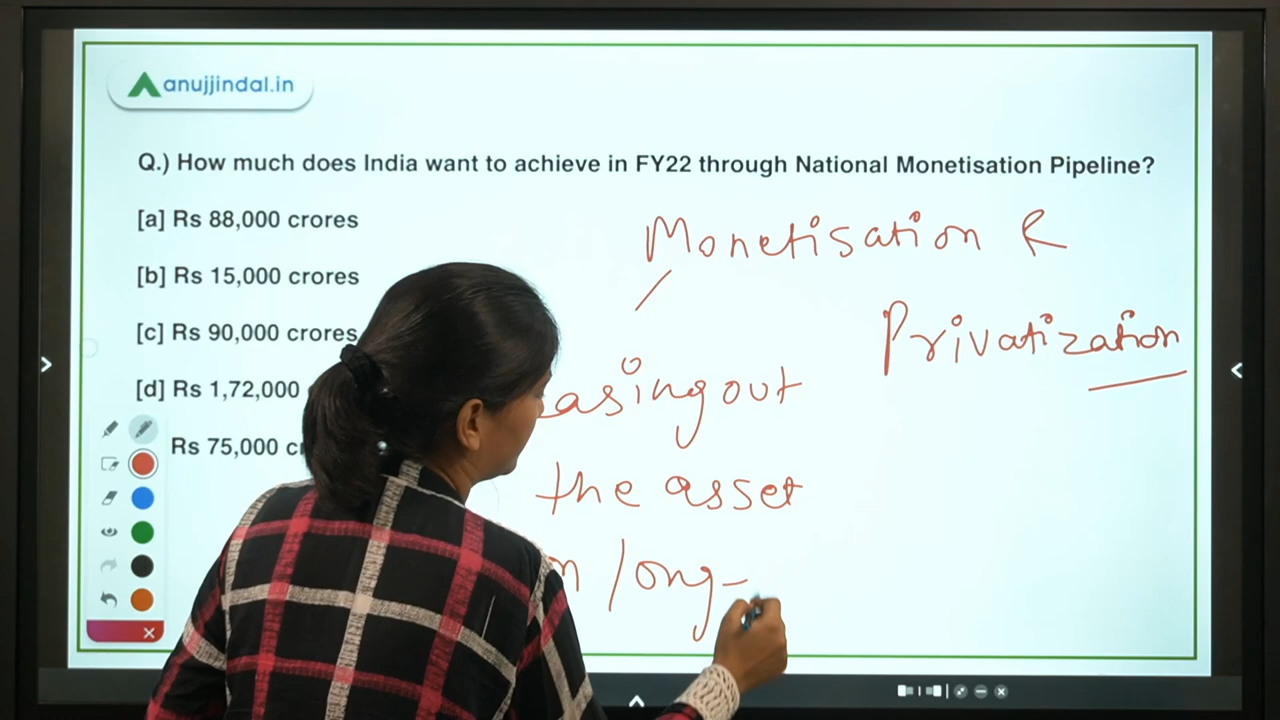 anujjindal.in
Q.) How much does India want to achieve in FY22 through National Monetisation Pipeline?
[a] Rs 88,000 crores
[b] Rs 15,000 crores
[c] Rs 90,000 crores
[d] Rs 1,72,000
Rs 75,000
Monetisation &
Privatization
out
the asset
long-